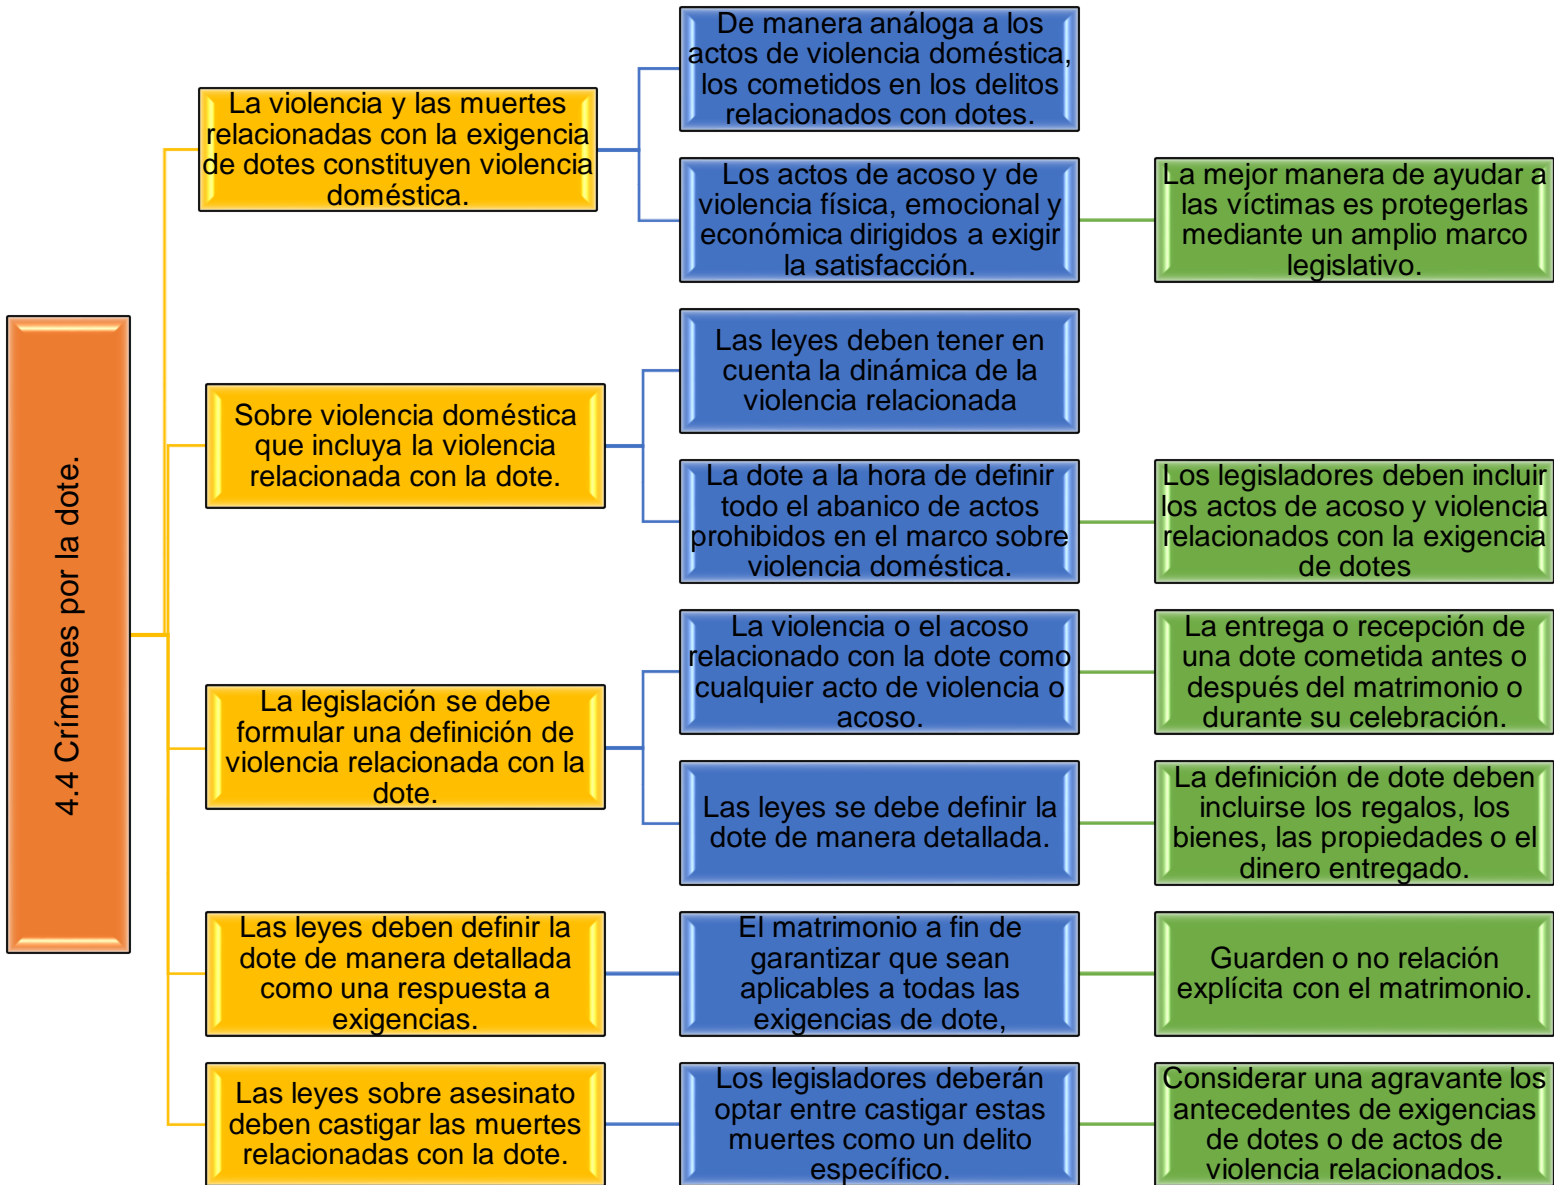 4.4 Crímenes por la dote.
La violencia y las muertes
relacionadas con la exigencia
de dotes constituyen violencia
doméstica.
De manera análoga a los
actos de violencia doméstica,
los cometidos en los delitos
relacionados con dotes.
Los actos de acoso y de
violencia física, emocional y
económica dirigidos a exigir
la satisfacción.
La mejor manera de ayudar a
las víctimas es protegerlas
mediante un amplio marco
legislativo.
Sobre violencia doméstica
que incluya la violencia
relacionada con la dote.
Las leyes deben tener en
cuenta la dinámica de la
violencia relacionada
La dote a la hora de definir
todo el abanico de actos
prohibidos en el marco sobre
violencia doméstica.
Los legisladores deben incluir
los actos de acoso y violencia
relacionados con la exigencia
de dotes
La legislación se debe
formular una definición de
violencia relacionada con la
dote.
La violencia o el acoso
relacionado con la dote como
cualquier acto de violencia o
acoso.
La entrega o recepción de
una dote cometida antes o
después del matrimonio o
durante su celebración.
Las leyes se debe definir la
dote de manera detallada.
La definición de dote deben
incluirse los regalos, los
bienes, las propiedades o el
dinero entregado.
Las leyes deben definir la
dote de manera detallada
como una respuesta a
exigencias.
El matrimonio a fin de
garantizar que sean
aplicables a todas las
exigencias de dote,
Guarden o no relación
explícita con el matrimonio.
Las leyes sobre asesinato
deben castigar las muertes
relacionadas con la dote.
Los legisladores deberán
optar entre castigar estas
muertes como un delito
específico.
Considerar una agravante los
antecedentes de exigencias
de dotes o de actos de
violencia relacionados.